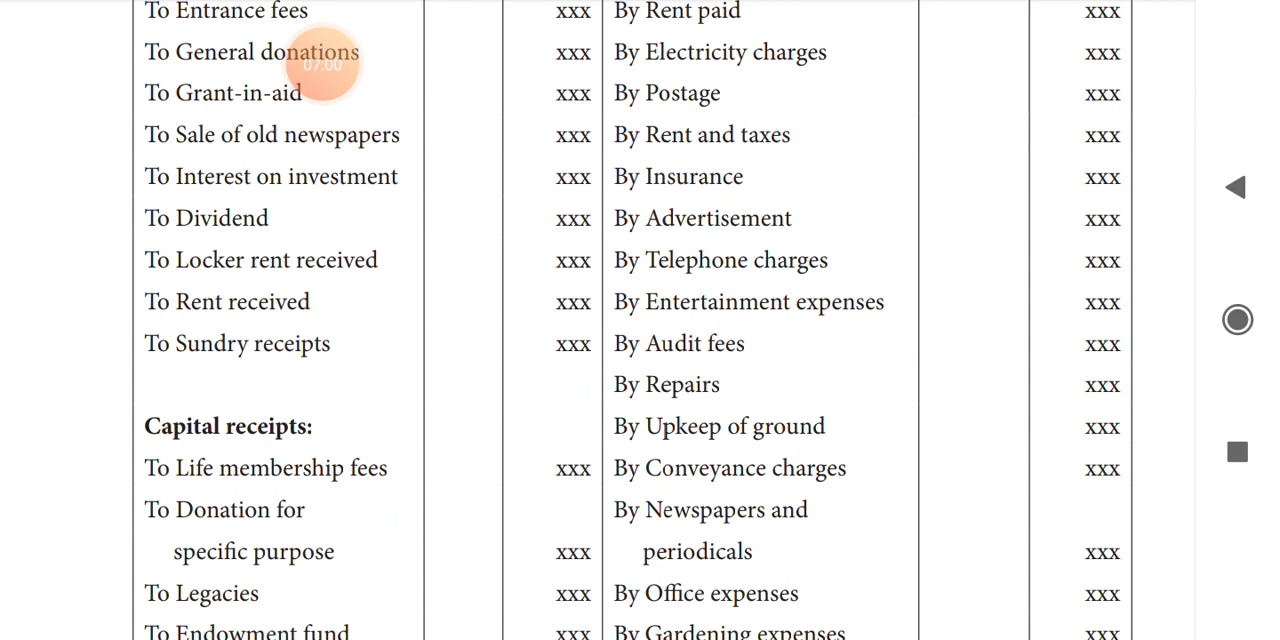 To Entrance fees xxx By Rent paid xxx
To General donations xxx By Electricity charges xxx
07:00
To Grant-in-aid xxx By Postage xxx
To Sale of old newspapers xxx By Rent and taxes xxx
To Interest on investment xxx By Insurance xxx
To Dividend xxx By Advertisement xxx
To Locker rent received xxx By Telephone charges xxx
To Rent received xxx By Entertainment expenses xxx
To Sundry receipts xxx By Audit fees xxx
By Repairs xxx
Capital receipts: By Upkeep of ground xxx
To Life membership fees xxx By Conveyance charges xxx
To Donation for By Newspapers and
specific purpose xxx periodicals xxx
To Legacies xxx By Office expenses xxx
To Endowment fund xxx By Gardening expenses xxx